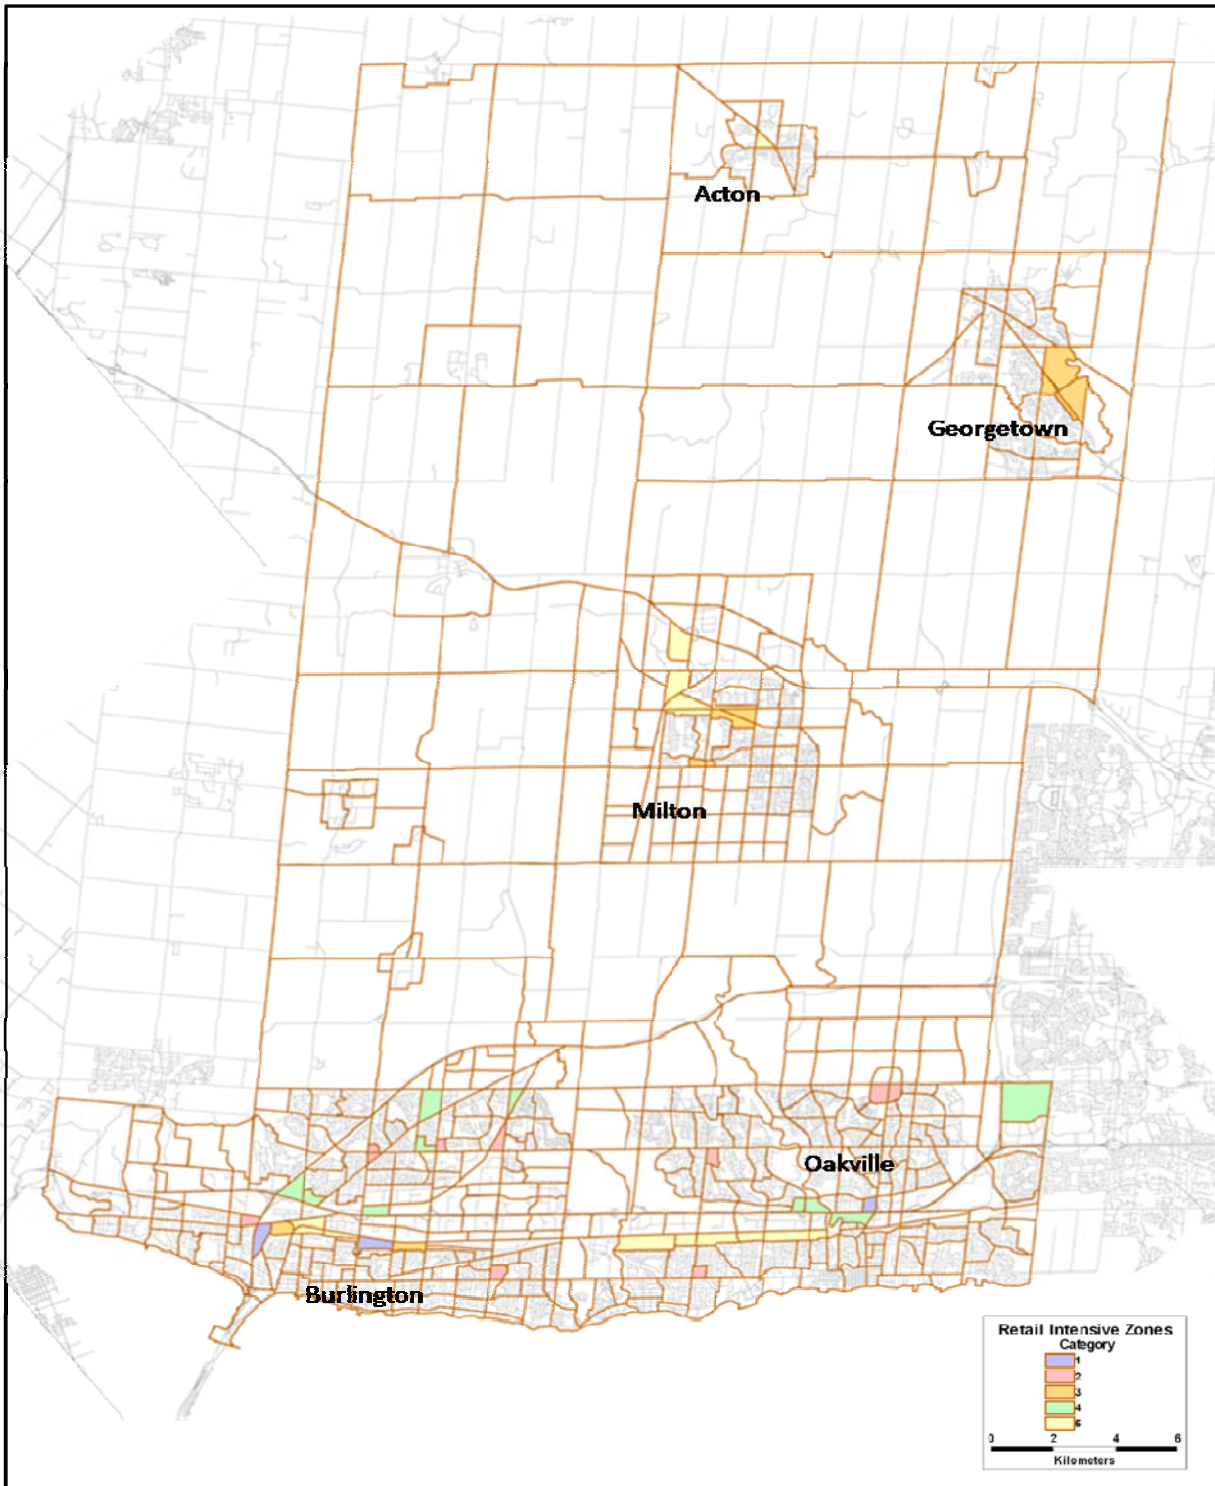 Acton
Georgetown
Milton
Oakville
Burlington
Retail Intensive Zones
Category
1
2
3
4
5
0 2 4 6
Kilometers